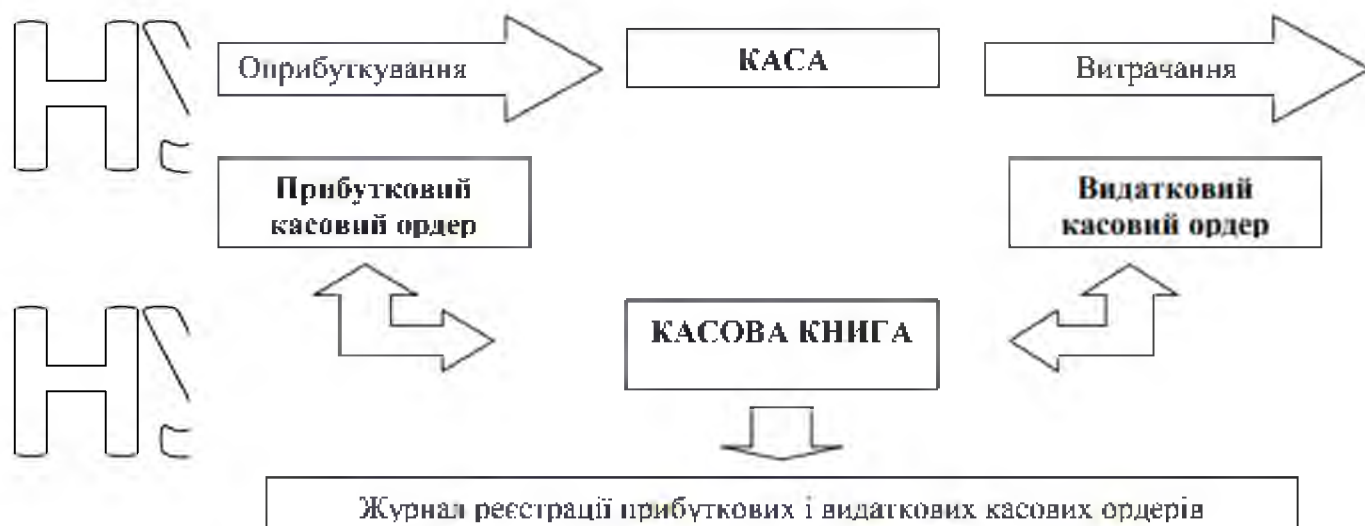 Оприбуткування
КАСА
Витрачання
Прибутковий
касовий ордер
Видатковий
касовий ордер
КАСОВА КНИГА
Журнал реєстрації прибуткових і видаткових касових ордерів